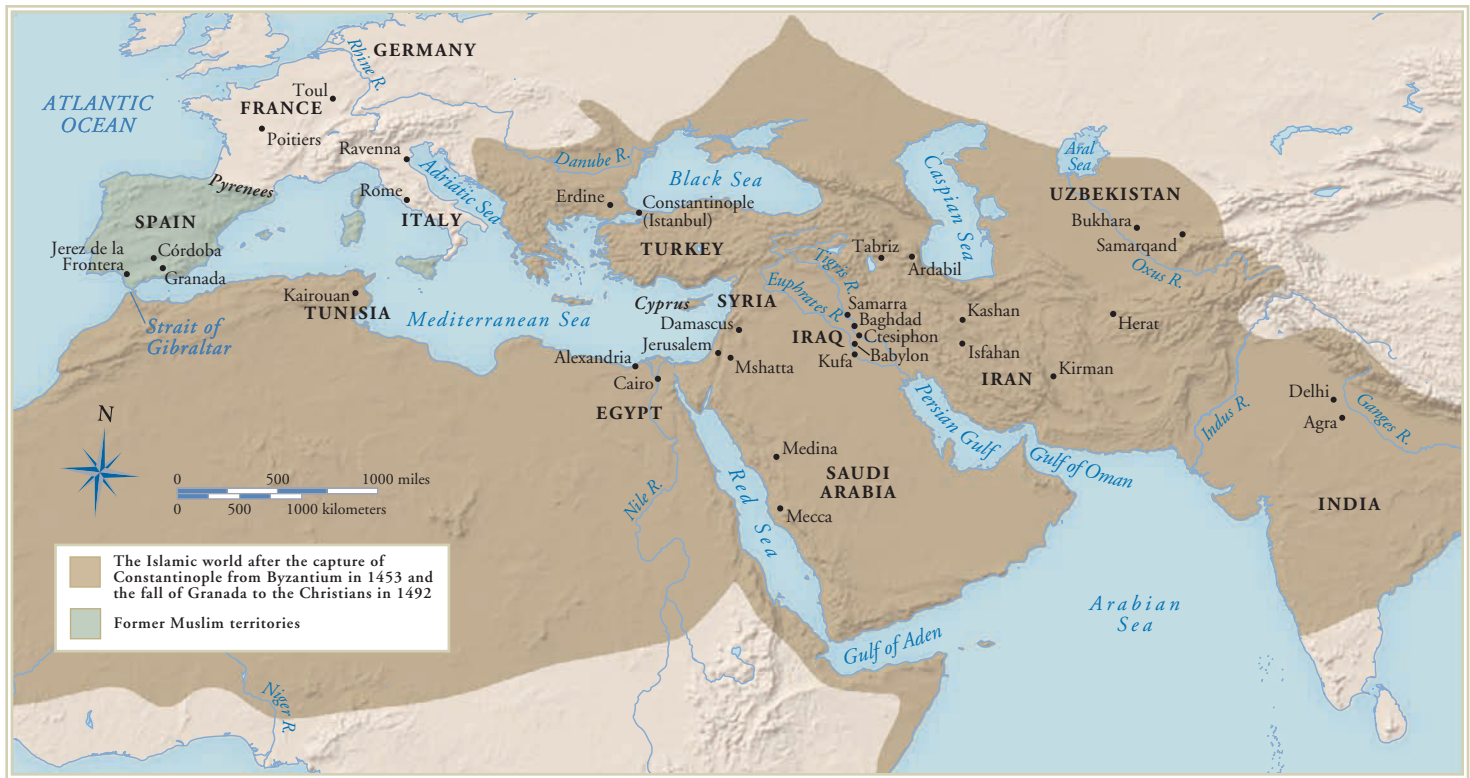 GERMANY
Rhine R.
ATLANTIC
OCEAN
Toul
FRANCE
Poitiers
Ravenna
Adriatic Sea
Danube R.
Black Sea
Caspian Sea
Aral
Sea
Pyrenees
Rome
ITALY
Erdine
Constantinople
(Istanbul)
UZBEKISTAN
Bukhara
Samarqand
Oxus R.
SPAIN
Jerez de la
Frontera
Córdoba
Granada
TURKEY
Tabriz
Ardabil
Tigris R.
Euphrates R.
Kairouan
TUNISIA
Strait of
Gibraltar
Mediterranean Sea
Cyprus
SYRIA
Damascus
Jerusalem
Mshatta
Samarra
Baghdad
IRAQ
Ctesiphon
Babylon
Kufa
Kashan
Isfahan
Herat
IRAN
Kirman
Alexandria
Cairo
EGYPT
Persian Gulf
Gulf of Oman
Indus R.
Delhi
Agra
Ganges R.
INDIA
N
Medina
SAUDI
ARABIA
Mecca
Red Sea
Nile R.
0 500 1000 miles
0 500 1000 kilometers
Arabian
Sea
Gulf of Aden
Niger R.
The Islamic world after the capture of
Constantinople from Byzantium in 1453 and
the fall of Granada to the Christians in 1492
Former Muslim territories